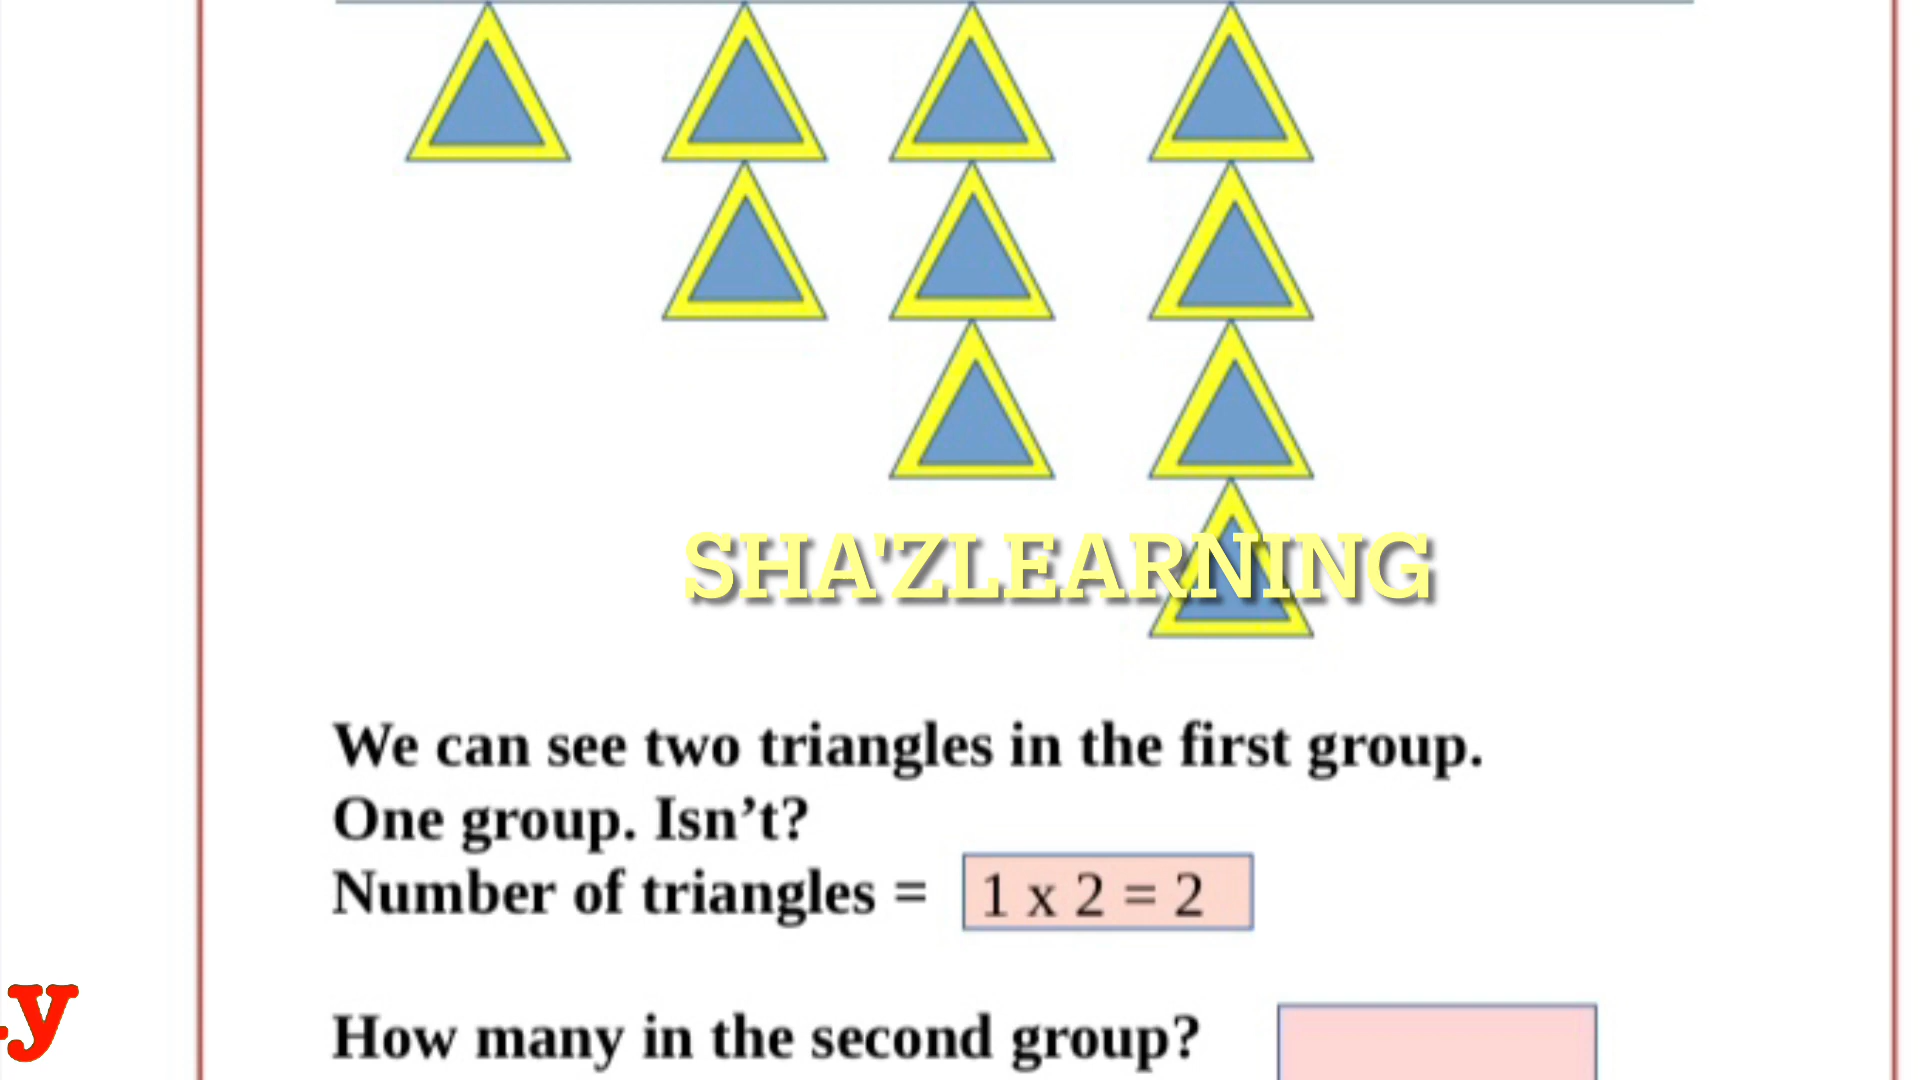 SHA'ZLEARNING
We can see two triangles in the first group.
One group. Isn’t?
Number of triangles = 1 x 2 = 2
y
How many in the second group?